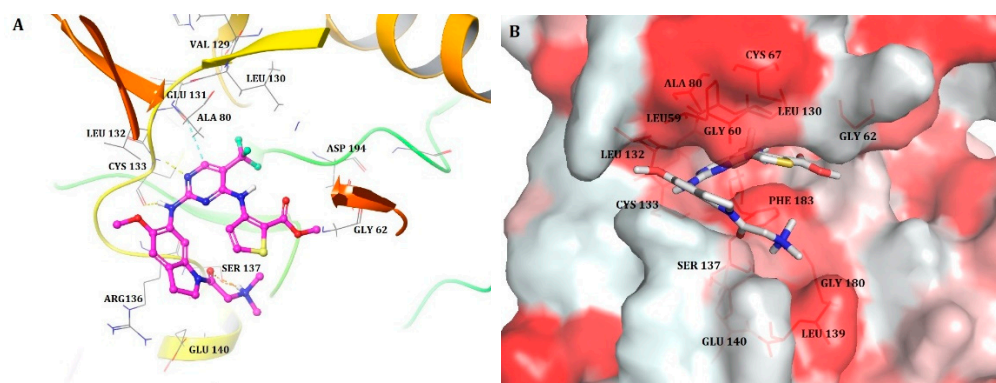 A
VAL 129
LEU 130
GLU 131
ALA 80
LEU 132
CYS 133
ASP 194
GLY 62
SER 137
ARG136
GLU 140
B
CYS 67
ALA 80
LEU 130
LEU59
GLY 60
GLY 62
LEU 132
CYS 133
PHE 183
SER 137
GLY 180
LEU 139
GLU 140